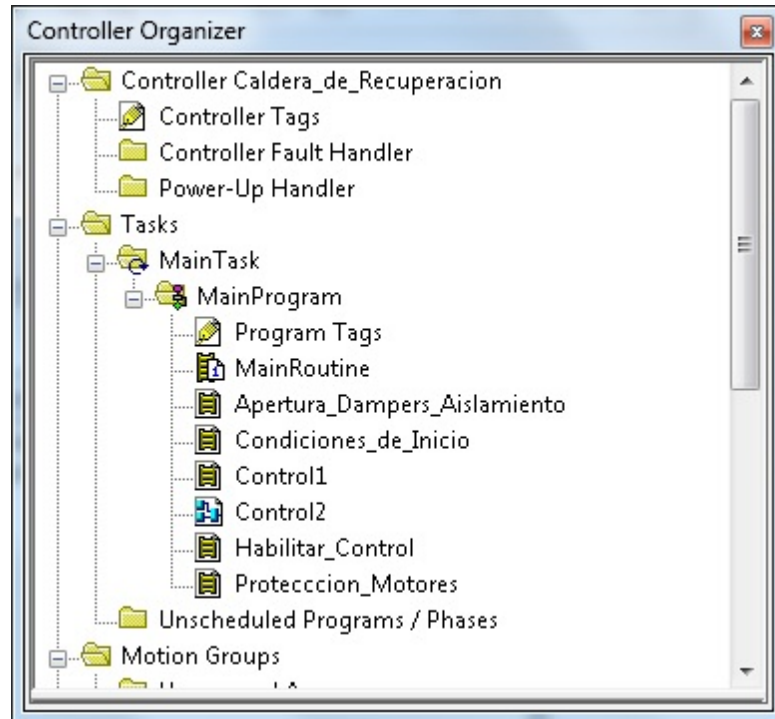 Controller Organizer
Controller Caldera_de_Recuperacion
Controller Tags
Controller Fault Handler
Power-Up Handler
Tasks
MainTask
MainProgram
Program Tags
MainRoutine
Apertura_Dampers_Aislamiento
Condiciones_de_Inicio
Control1
Control2
Habilitar_Control
Protecccion_Motores
Unscheduled Programs / Phases
Motion Groups